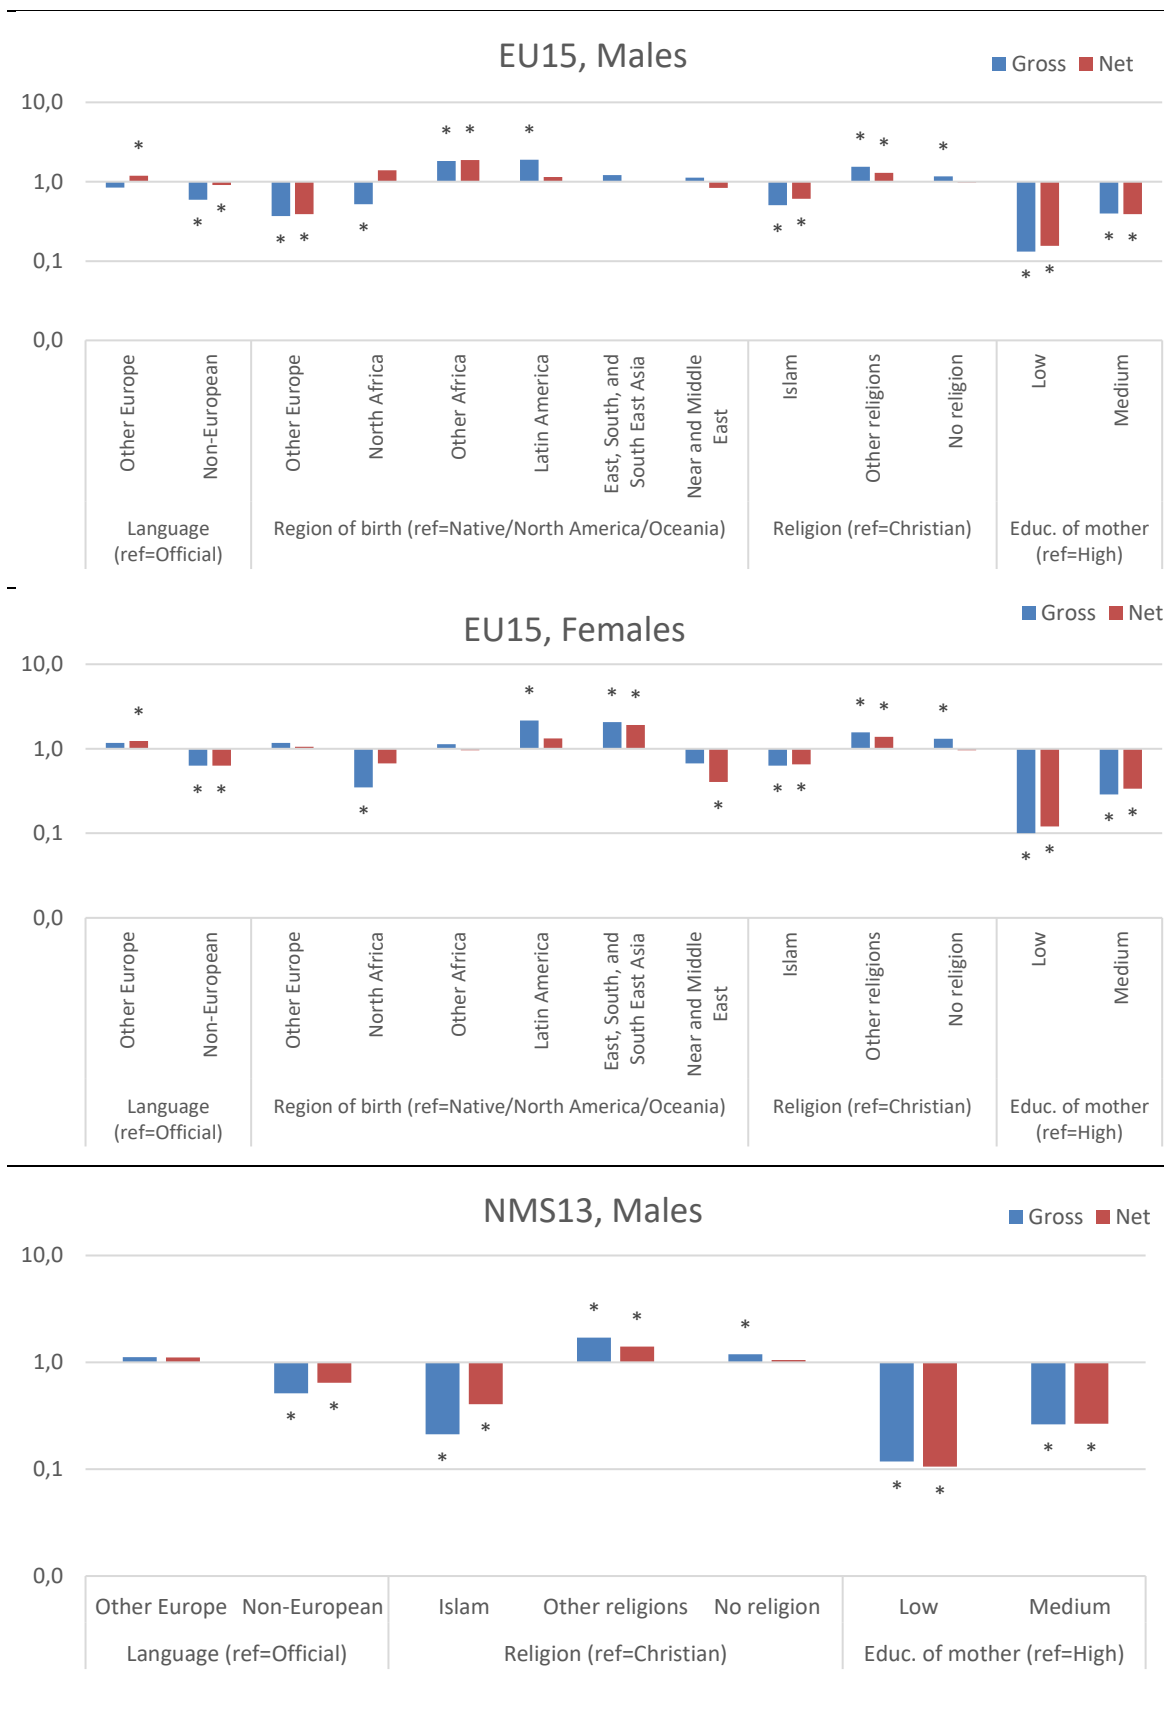 EU15, Males
Gross Net
10,0
* * * * * * *
1,0
* * * * * * * * * *
0,1
* *
0,0
Other Europe
Non-European
Other Europe
North Africa
Other Africa
Latin America
East, South, and
South East Asia
Near and Middle
East
Islam
Other religions
No religion
Low
Medium
Language
(ref=Official)
Region of birth (ref=Native/North America/Oceania)
Religion (ref=Christian)
Educ. of mother
(ref=High)
Gross Net
EU15, Females
10,0
* * * * * * *
1,0
* * * * * * * *
0,1
* *
0,0
Other Europe
Non-European
Other Europe
North Africa
Other Africa
Latin America
East, South, and
South East Asia
Near and Middle
East
Islam
Other religions
No religion
Low
Medium
Language
(ref=Official)
Region of birth (ref=Native/North America/Oceania)
Religion (ref=Christian)
Educ. of mother
(ref=High)
NMS13, Males
Gross Net
10,0
* * *
1,0
* * * * * *
0,1
* *
0,0
Other Europe Non-European Islam Other religions No religion Low Medium
Language (ref=Official) Religion (ref=Christian) Educ. of mother (ref=High)